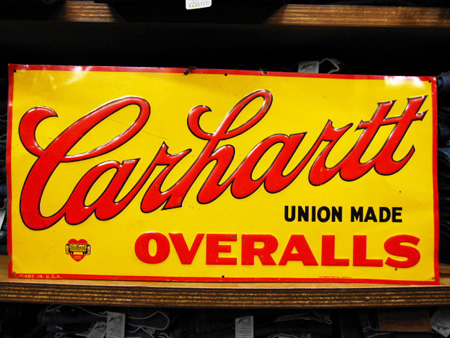 Carhartt
UNION MADE
OVERALLS
MADE IN U.S.A.